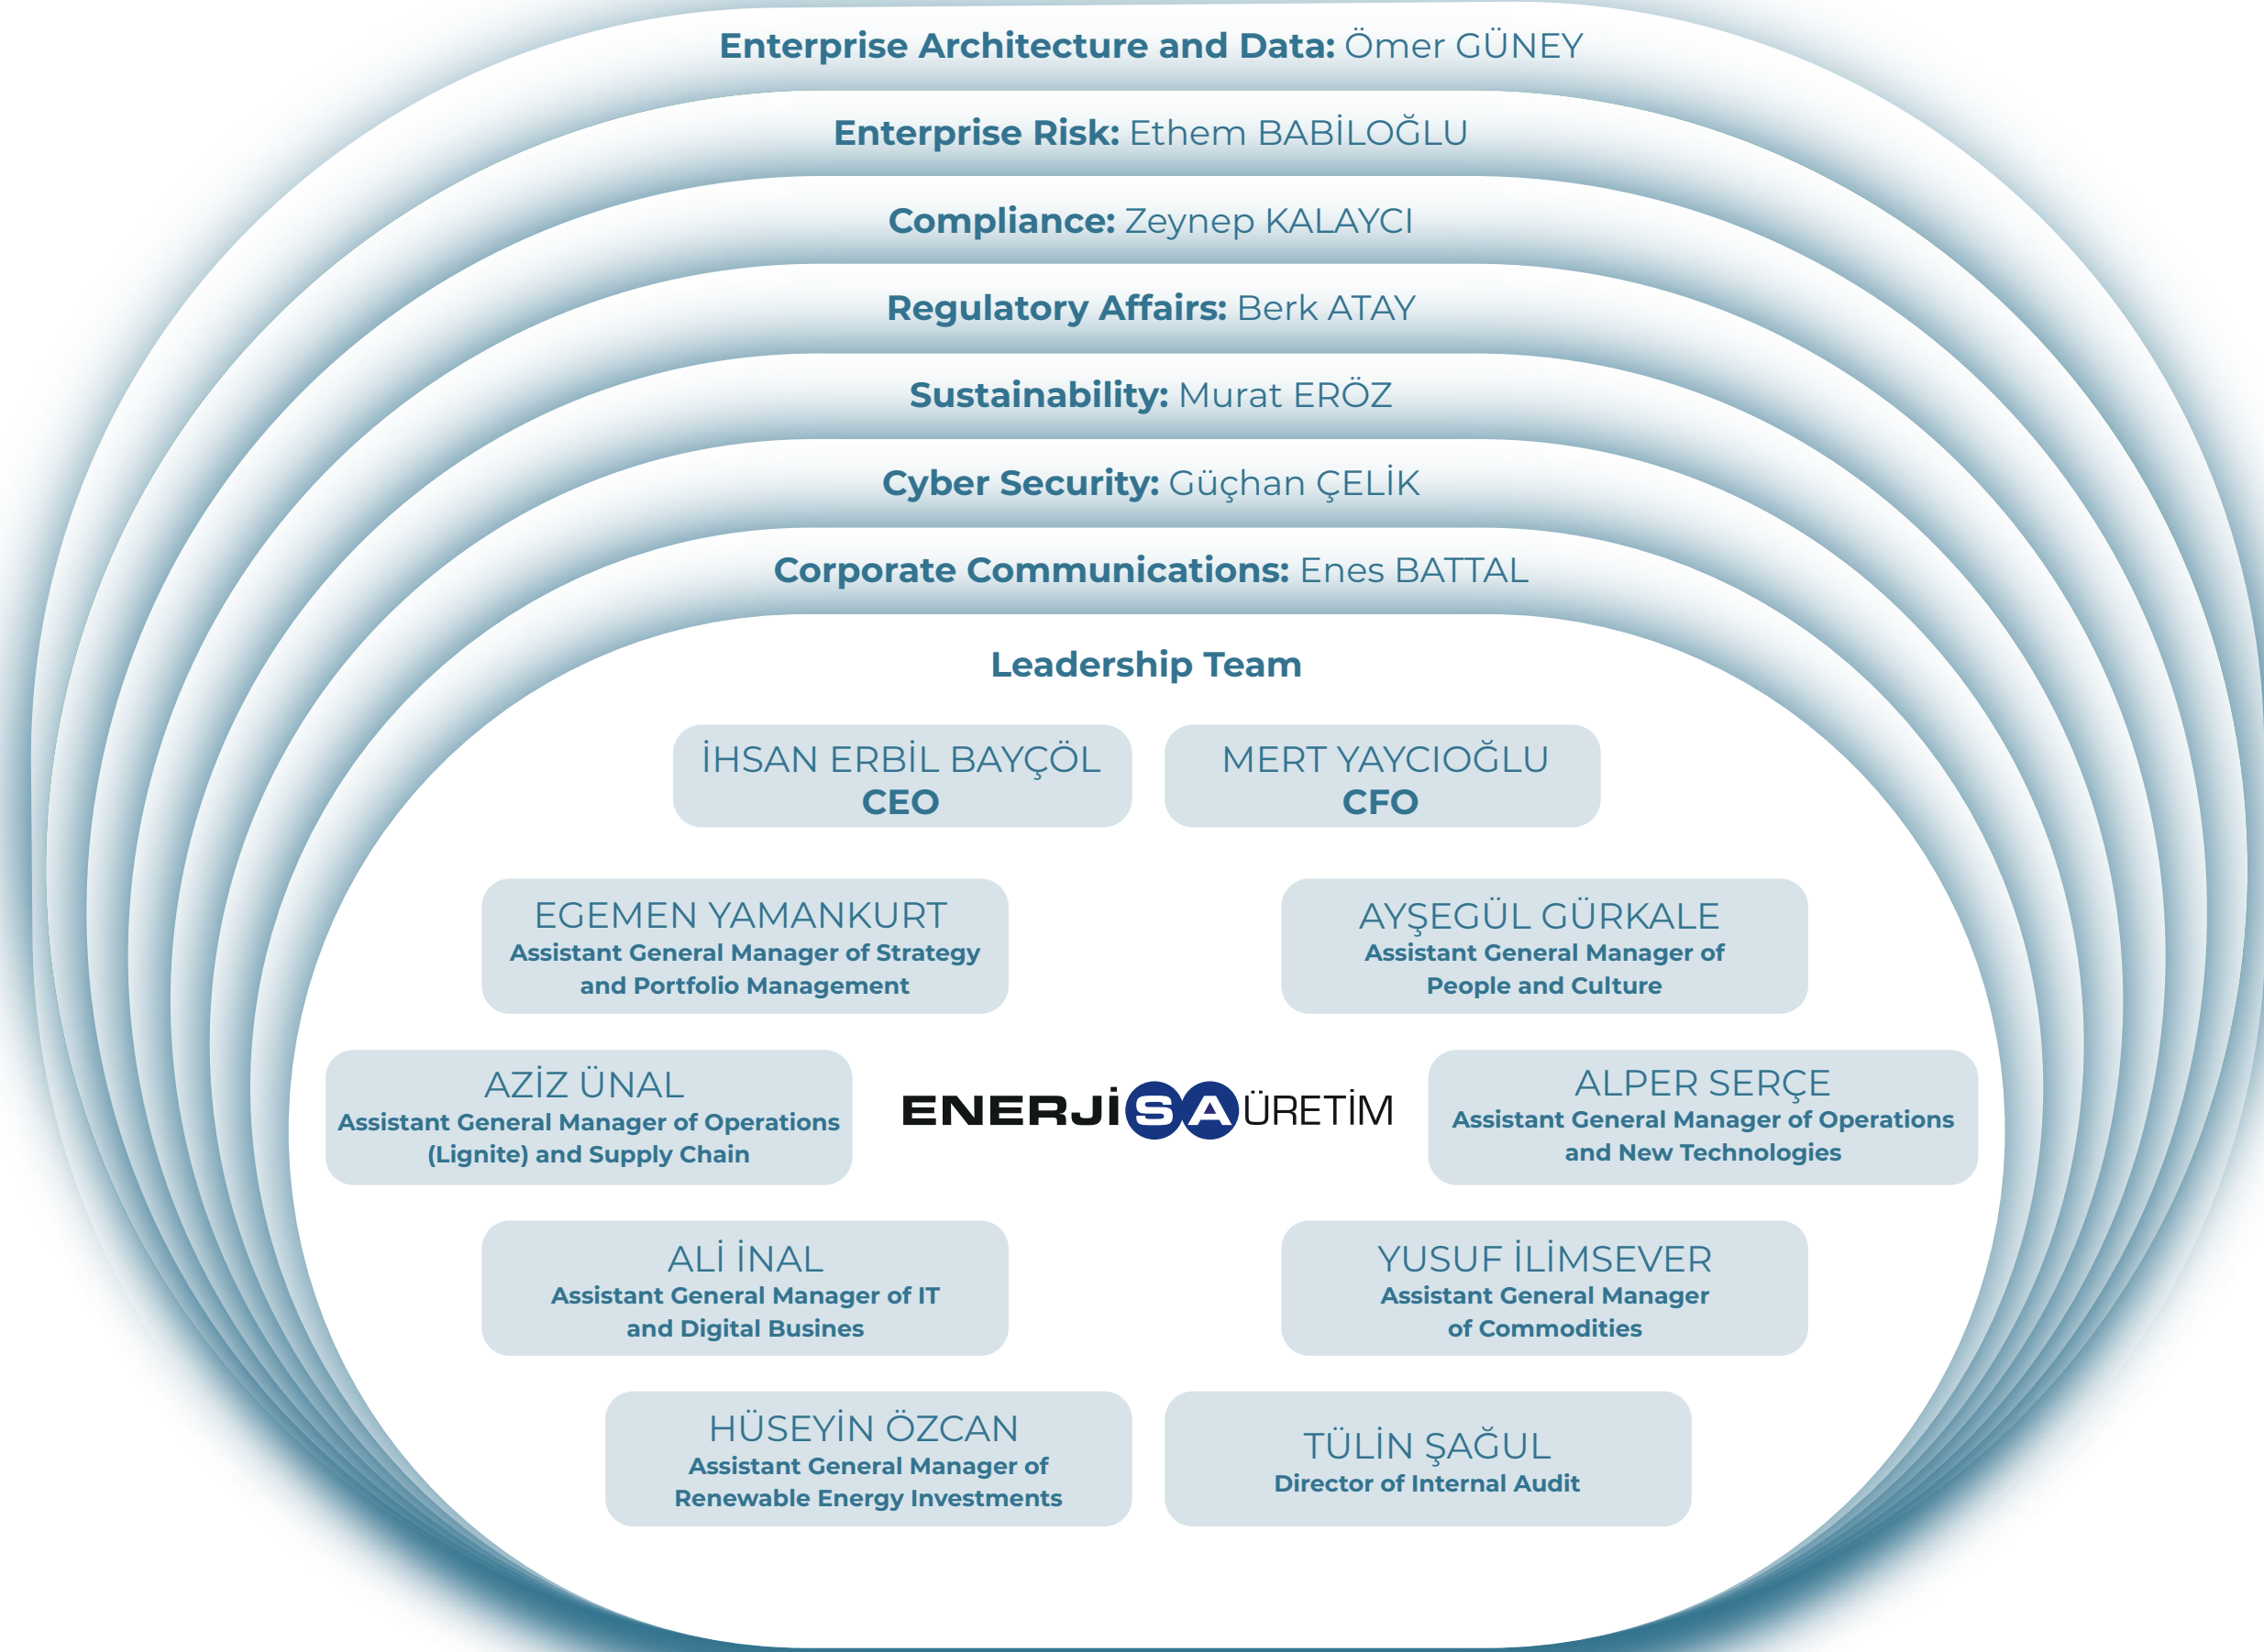 Enterprise Architecture and Data: Ömer GÜNEY
Enterprise Risk: Ethem BABİLOĞLU
Compliance: Zeynep KALAYCI
Regulatory Affairs: Berk ATAY
Sustainability: Murat ERÖZ
Cyber Security: Güçhan ÇELİK
Corporate Communications: Enes BATTAL
Leadership Team
İHSAN ERBİL BAYÇÖL
CEO
MERT YAYCIOĞLU
CFO
EGEMEN YAMANKURT
Assistant General Manager of Strategy
and Portfolio Management
AYŞEGÜL GÜRKALE
Assistant General Manager of
People and Culture
AZİZ ÜNAL
Assistant General Manager of Operations
(Lignite) and Supply Chain
ENERJİSA ÜRETİM
ALPER SERÇE
Assistant General Manager of Operations
and New Technologies
ALİ İNAL
Assistant General Manager of IT
and Digital Busines
YUSUF İLİMSEVER
Assistant General Manager
of Commodities
HÜSEYİN ÖZCAN
Assistant General Manager of
Renewable Energy Investments
TÜLİN ŞAĞUL
Director of Internal Audit